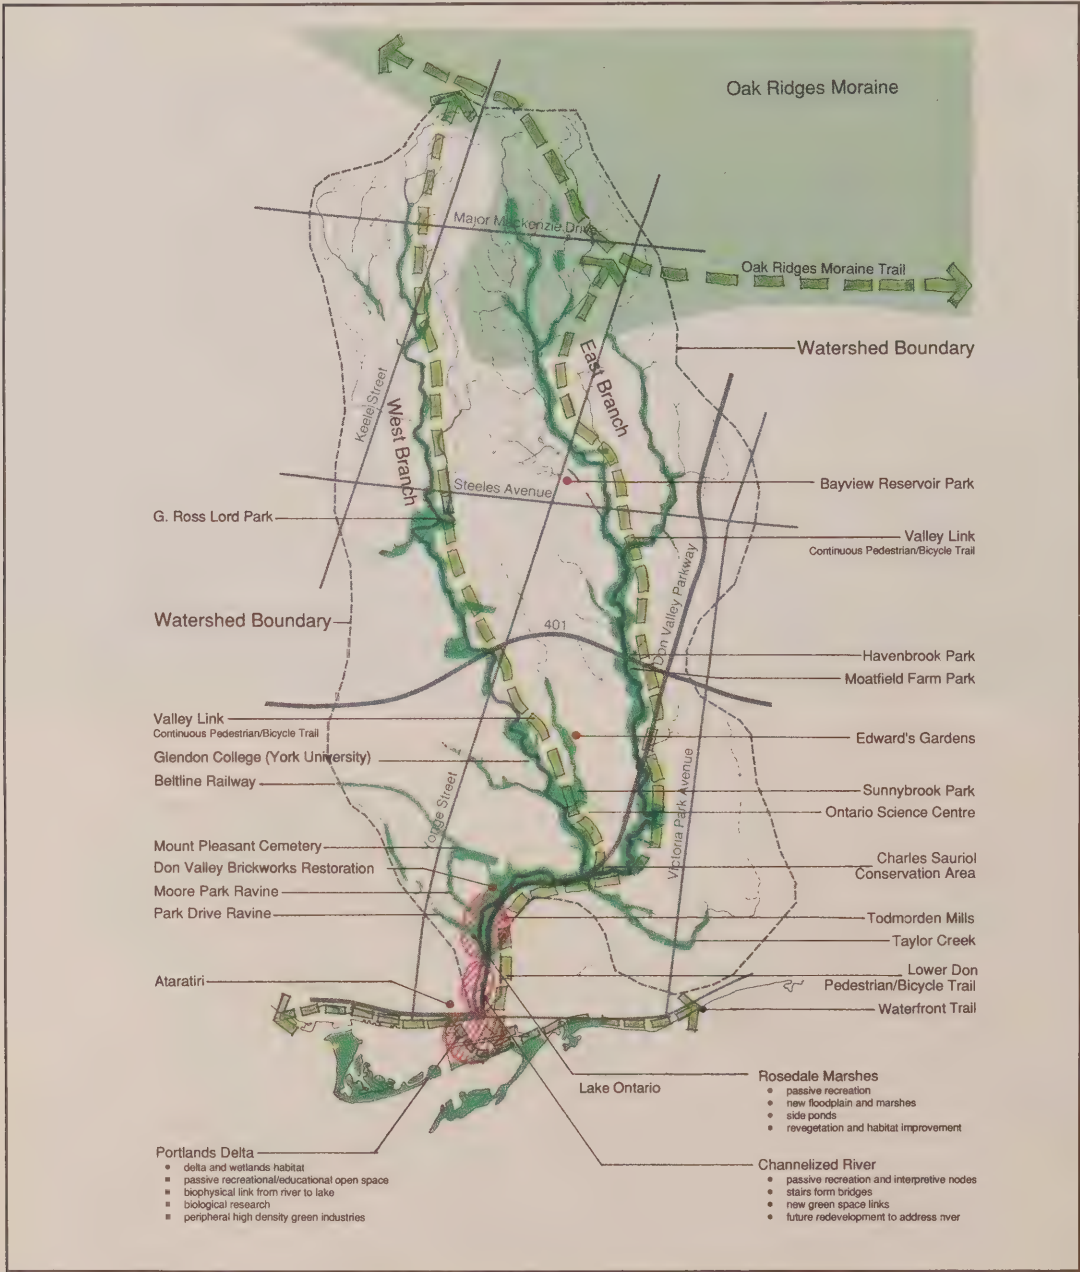 Oak Ridges Moraine
Major Mackenzie Drive
Oak Ridges Moraine Trail
Watershed Boundary
East Branch
Keele Street
West Branch
Steeles Avenue
Bayview Reservoir Park
G. Ross Lord Park
Valley Link
Continuous Pedestrian/Bicycle Trail
Don Valley Parkway
Watershed Boundary
401
Havenbrook Park
Moatfield Farm Park
Valley Link
Continuous Pedestrian/Bicycle Trail
Edward's Gardens
Glendon College (York University)
Beltline Railway
Yonge Street
Victoria Park Avenue
Sunnybrook Park
Ontario Science Centre
Mount Pleasant Cemetery
Don Valley Brickworks Restoration
Moore Park Ravine
Park Drive Ravine
Charles Sauriol
Conservation Area
Todmorden Mills
Taylor Creek
Ataratiri
Lower Don
Pedestrian/Bicycle Trail
Waterfront Trail
Lake Ontario
Rosedale Marshes
• passive recreation
• new floodplain and marshes
• side ponds
• revegetation and habitat improvement
Portlands Delta
• delta and wetlands habitat
• passive recreational/educational open space
• biophysical link from river to lake
• biological research
• peripheral high density green industries
Channelized River
• passive recreation and interpretive nodes
• stairs form bridges
• new green space links
• future redevelopment to address river